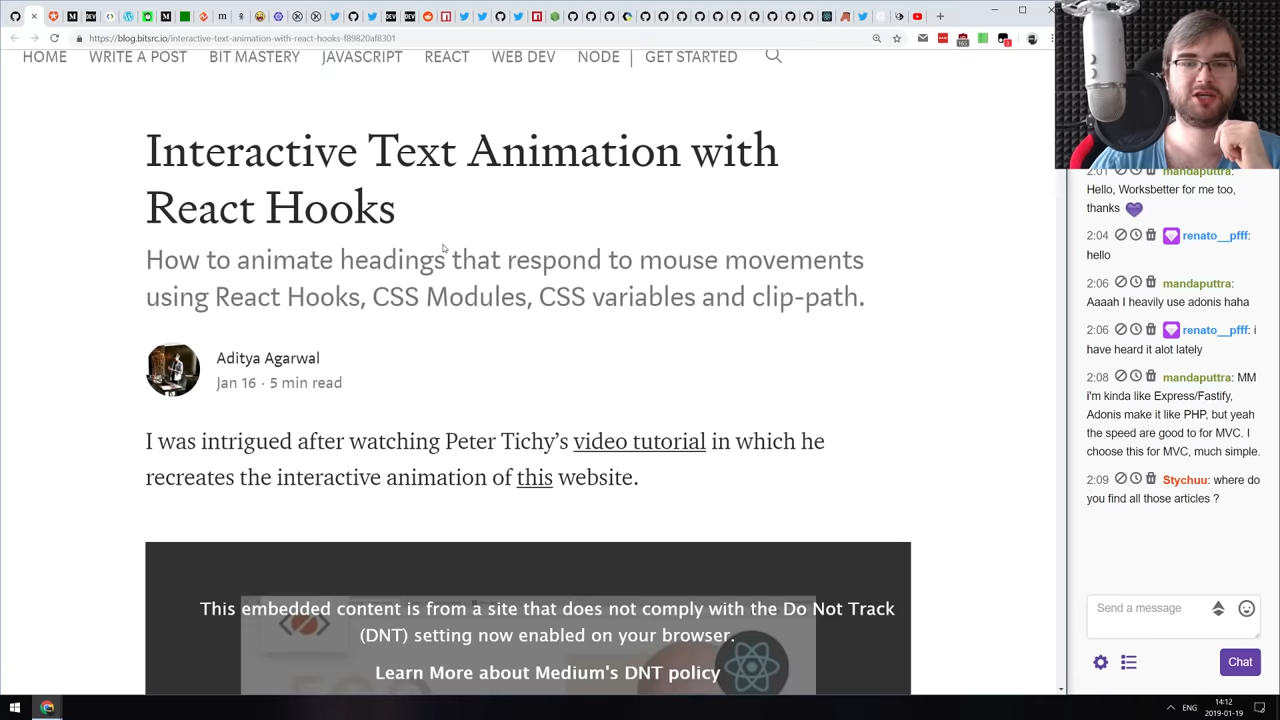 https://blog.bitsrc.io/interactive-text-animation-with-react-hooks-f89820af8301
HOME WRITE A POST BIT MASTERY JAVASCRIPT REACT WEB DEV NODE GET STARTED
Interactive Text Animation with
React Hooks
How to animate headings that respond to mouse movements
using React Hooks, CSS Modules, CSS variables and clip-path.
Aditya Agarwal
Jan 16 · 5 min read
I was intrigued after watching Peter Tichy’s video tutorial in which he
recreates the interactive animation of this website.
This embedded content is from a site that does not comply with the Do Not Track
(DNT) setting now enabled on your browser.
Learn More about Medium's DNT policy
2:01 mandaputtra:
Hello, Worksbetter for me too,
thanks
2:04 renato__pfff:
hello
2:06 mandaputtra:
Aaaah I heavily use adonis haha
2:06 renato__pfff: i
have heard it alot lately
2:08 mandaputtra: MM
i'm kinda like Express/Fastify,
Adonis make it like PHP, but yeah
the speed are good to for MVC. I
choose this for MVC, much simple.
2:09 Stychuu: where do
you find all those articles ?
Send a message
Chat
ENG
14:12
2019-01-19